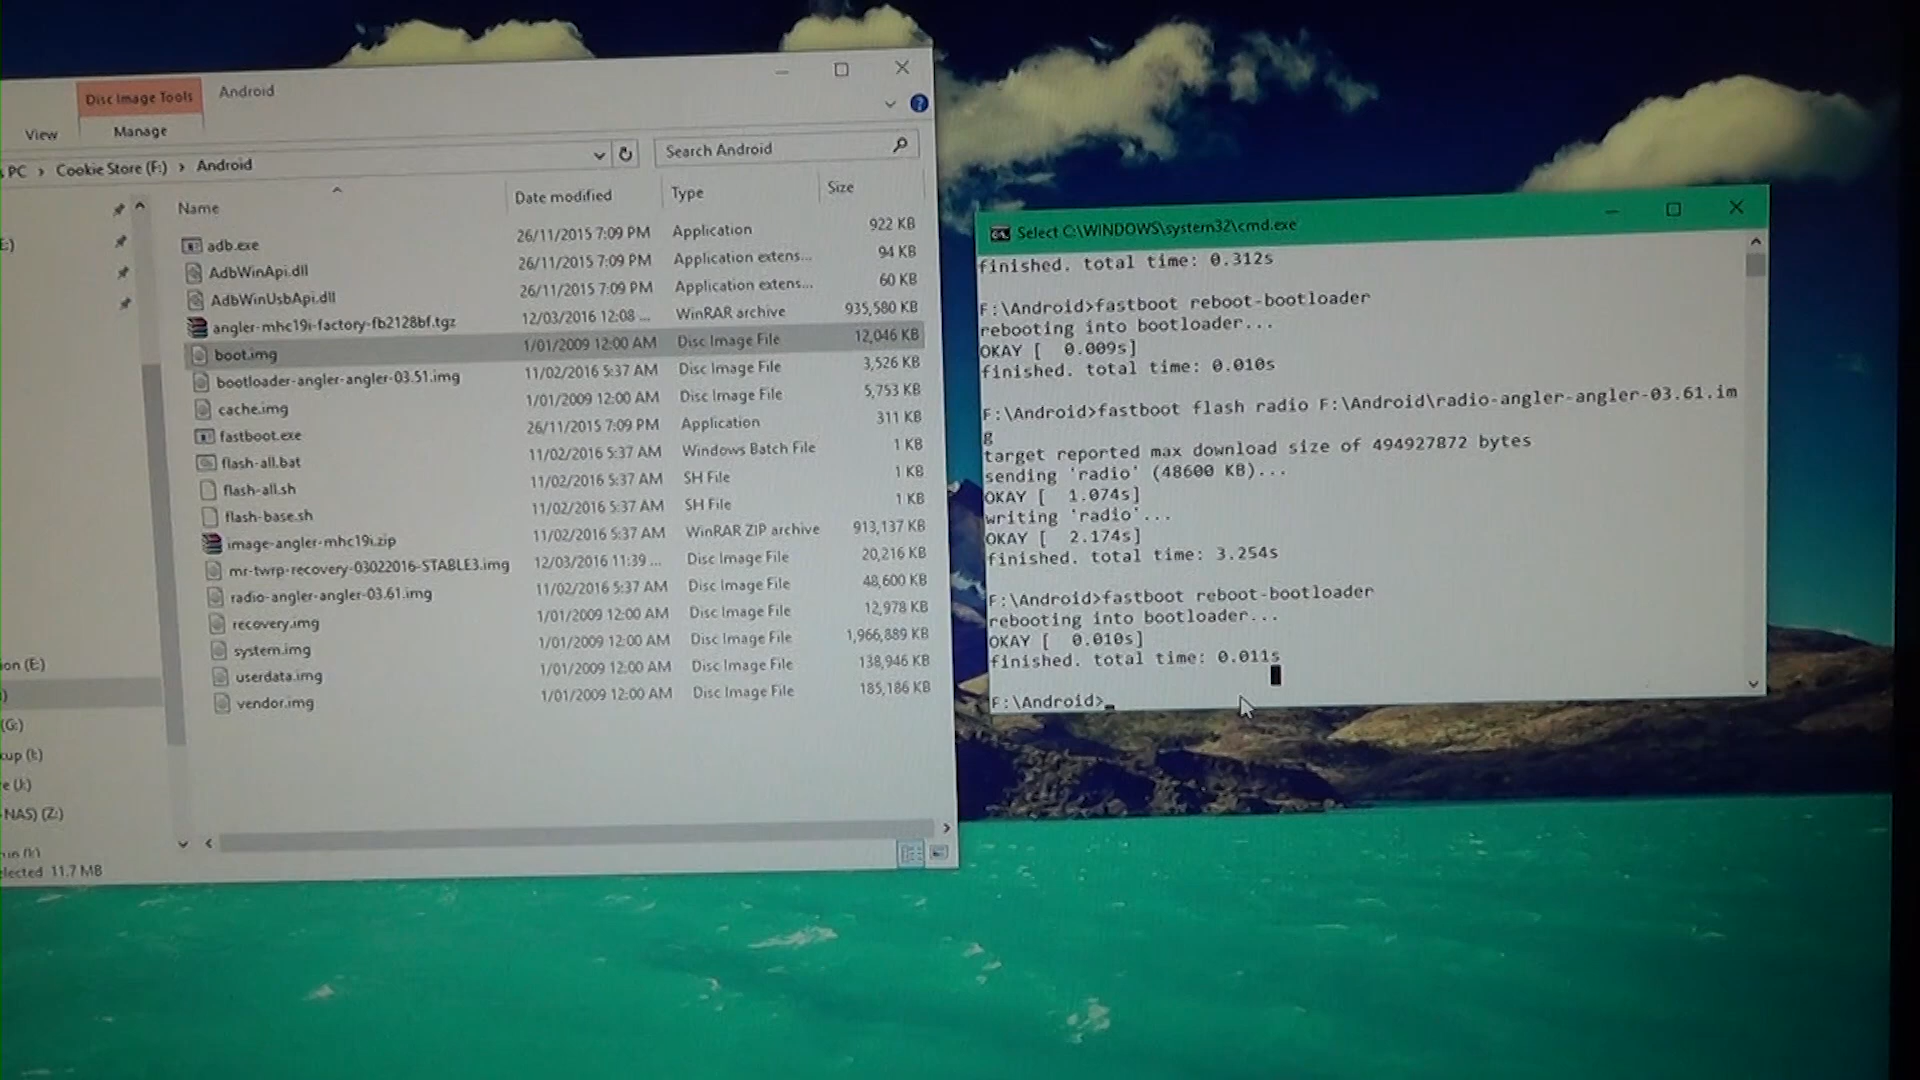 Disc Image Tools
Android
View
Manage
PC > Cookie Store (F:) > Android
Search Android
Name
Date modified
Type
Size
adb.exe 26/11/2015 7:09 PM Application 922 KB
AdbWinApi.dll 26/11/2015 7:09 PM Application extens... 94 KB
AdbWinUsbApi.dll 26/11/2015 7:09 PM Application extens... 60 KB
angler-mhc19i-factory-fb2128bf.tgz 12/03/2016 12:08 ... WinRAR archive 935,580 KB
boot.img 1/01/2009 12:00 AM Disc Image File 12,046 KB
bootloader-angler-angler-03.51.img 11/02/2016 5:37 AM Disc Image File 3,526 KB
cache.img 1/01/2009 12:00 AM Disc Image File 5,753 KB
fastboot.exe 26/11/2015 7:09 PM Application 311 KB
flash-all.bat 11/02/2016 5:37 AM Windows Batch File 1 KB
flash-all.sh 11/02/2016 5:37 AM SH File 1 KB
flash-base.sh 11/02/2016 5:37 AM SH File 1 KB
image-angler-mhc19i.zip 11/02/2016 5:37 AM WinRAR ZIP archive 913,137 KB
mr-twrp-recovery-03022016-STABLE3.img 12/03/2016 11:39 ... Disc Image File 20,216 KB
radio-angler-angler-03.61.img 11/02/2016 5:37 AM Disc Image File 48,600 KB
recovery.img 1/01/2009 12:00 AM Disc Image File 12,978 KB
system.img 1/01/2009 12:00 AM Disc Image File 1,966,889 KB
userdata.img 1/01/2009 12:00 AM Disc Image File 138,946 KB
vendor.img 1/01/2009 12:00 AM Disc Image File 185,186 KB
E:)
ion (E:)
)
(G:)
kup (I:)
e (J:)
NAS) (Z:)
elected 11.7 MB
Select C:\WINDOWS\system32\cmd.exe
finished. total time: 0.312s
F:\Android>fastboot reboot-bootloader
rebooting into bootloader...
OKAY [  0.009s]
finished. total time: 0.010s
F:\Android>fastboot flash radio F:\Android\radio-angler-angler-03.61.im
g
target reported max download size of 494927872 bytes
sending 'radio' (48600 KB)...
OKAY [  1.074s]
writing 'radio'...
OKAY [  2.174s]
finished. total time: 3.254s
F:\Android>fastboot reboot-bootloader
rebooting into bootloader...
OKAY [  0.010s]
finished. total time: 0.011s
F:\Android>_